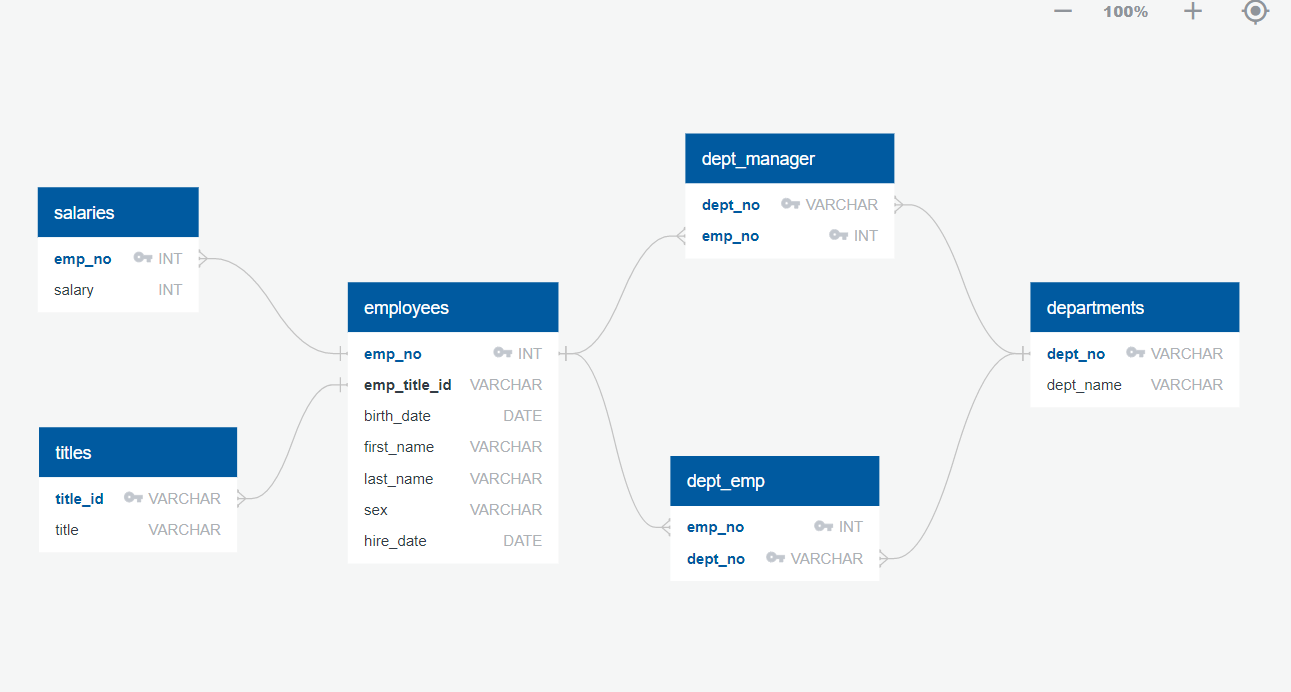 100%
salaries
emp_no INT
salary INT
titles
title_id VARCHAR
title VARCHAR
employees
emp_no INT
emp_title_id VARCHAR
birth_date DATE
first_name VARCHAR
last_name VARCHAR
sex VARCHAR
hire_date DATE
dept_manager
dept_no VARCHAR
emp_no INT
dept_emp
emp_no INT
dept_no VARCHAR
departments
dept_no VARCHAR
dept_name VARCHAR